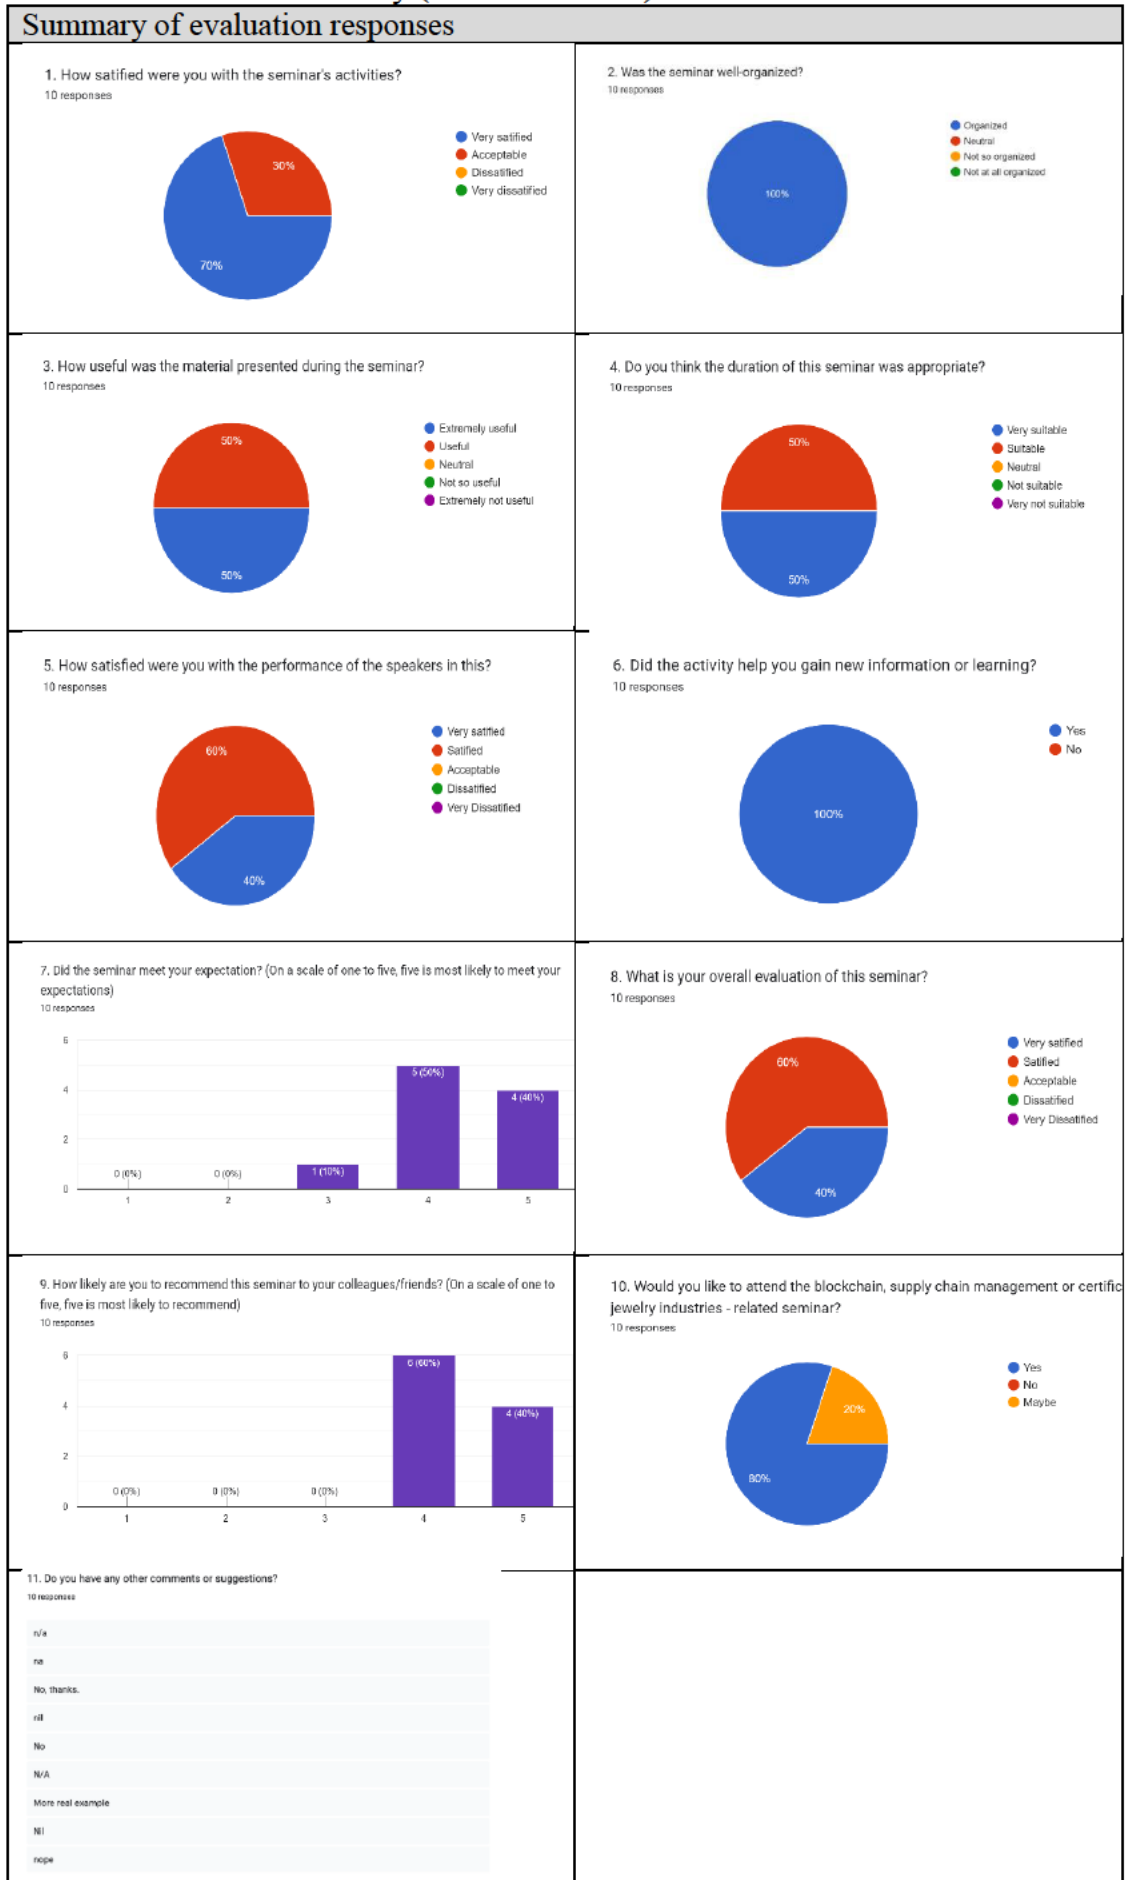 Summary of evaluation responses
1. How satified were you with the seminar's activities?
10 responses
30%
70%
Very satified
Acceptable
Dissatified
Very dissatified
2. Was the seminar well-organized?
10 responses
100%
Organized
Neutral
Not so organized
Not at all organized
3. How useful was the material presented during the seminar?
10 responses
50%
50%
Extremely useful
Useful
Neutral
Not so useful
Extremely not useful
4. Do you think the duration of this seminar was appropriate?
10 responses
50%
50%
Very suitable
Suitable
Neutral
Not suitable
Very not suitable
5. How satisfied were you with the performance of the speakers in this?
10 responses
60%
40%
Very satified
Satified
Acceptable
Dissatified
Very Dissatified
6. Did the activity help you gain new information or learning?
10 responses
100%
Yes
No
7. Did the seminar meet your expectation? (On a scale of one to five, five is most likely to meet your
expectations)
10 responses
6
4
2
0
0 (0%)
0 (0%)
1 (10%)
5 (50%)
4 (40%)
1 2 3 4 5
8. What is your overall evaluation of this seminar?
10 responses
60%
40%
Very satified
Satified
Acceptable
Dissatified
Very Dissatified
9. How likely are you to recommend this seminar to your colleagues/friends? (On a scale of one to
five, five is most likely to recommend)
10 responses
6
4
2
0
0 (0%)
0 (0%)
0 (0%)
6 (60%)
4 (40%)
1 2 3 4 5
10. Would you like to attend the blockchain, supply chain management or certific
jewelry industries - related seminar?
10 responses
20%
80%
Yes
No
Maybe
11. Do you have any other comments or suggestions?
10 responses
n/a
na
No, thanks.
nil
No
N/A
More real example
Nil
nope